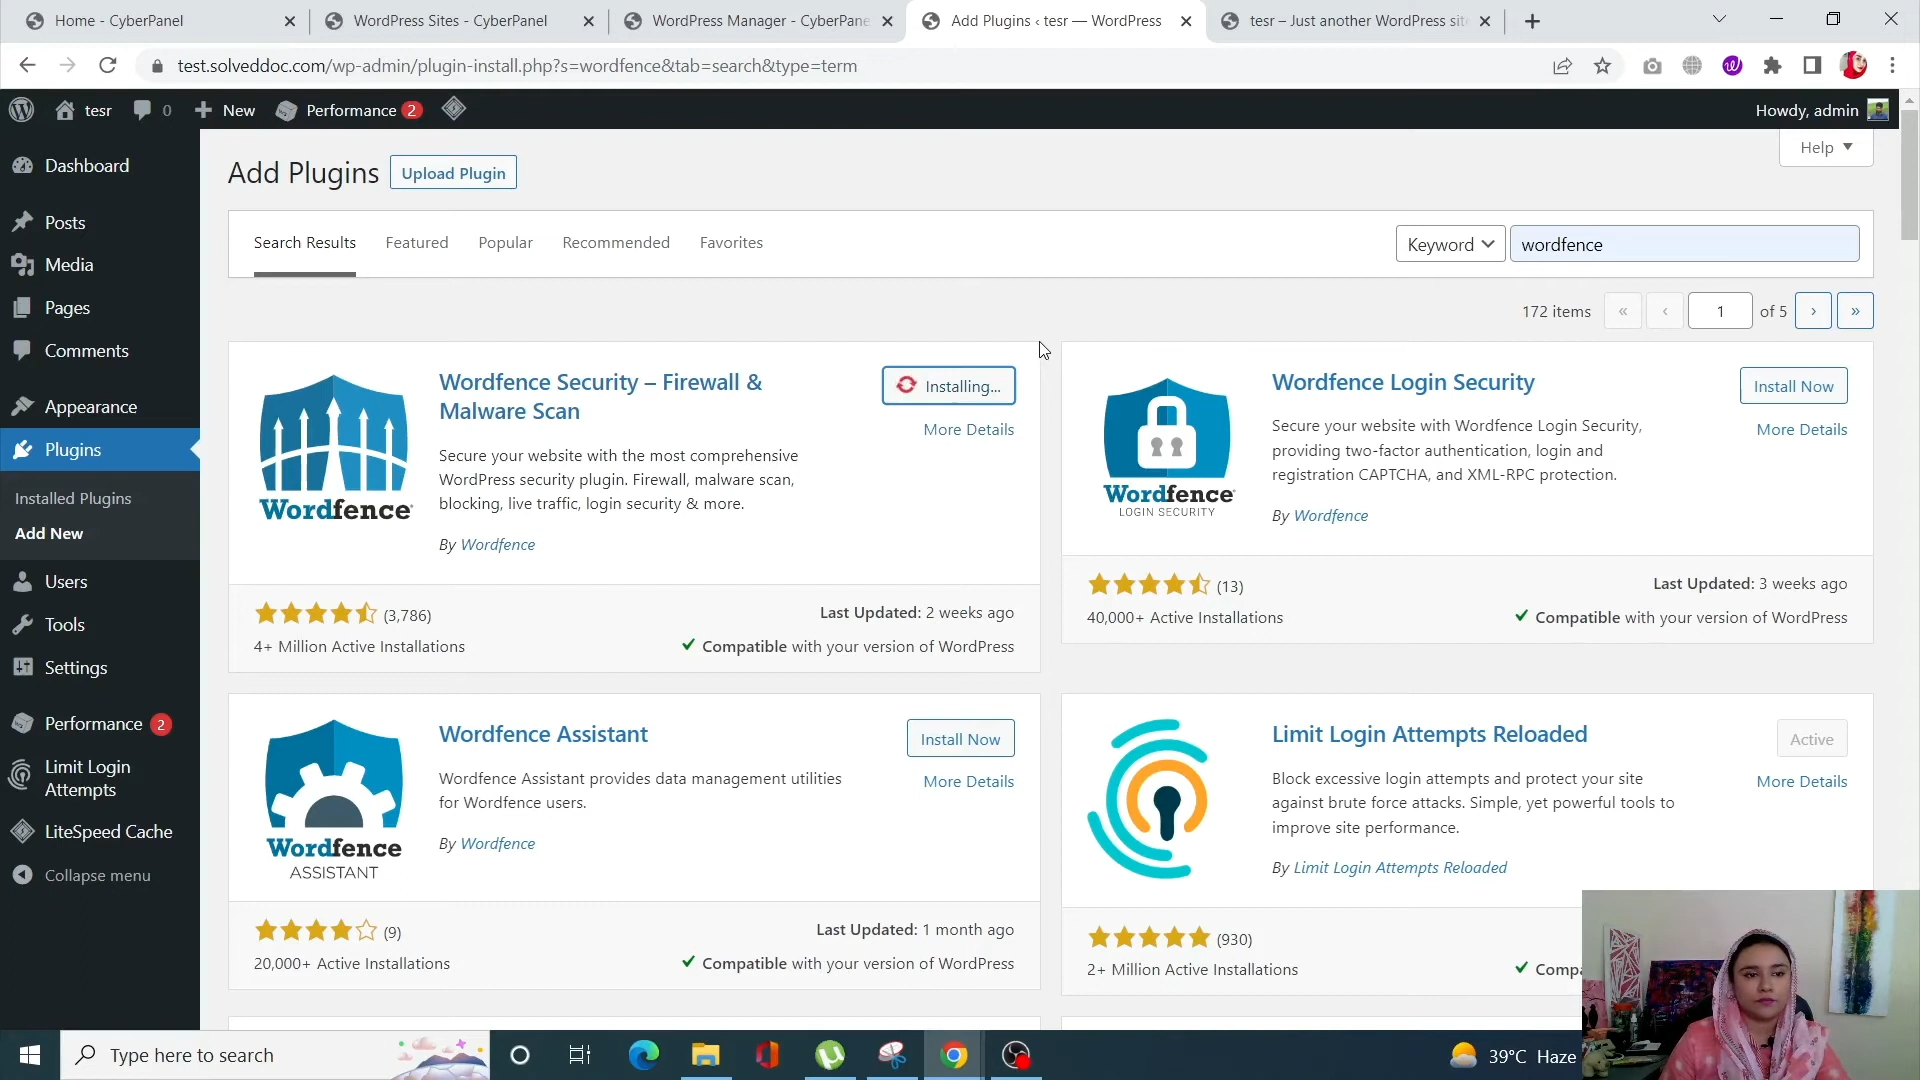 Home - CyberPanel
WordPress Sites - CyberPanel
WordPress Manager - CyberPane
Add Plugins ‹ tesr — WordPress
tesr – Just another WordPress sit
test.solveddoc.com/wp-admin/plugin-install.php?s=wordfence&tab=search&type=term
tesr
0
New
Performance 2
Howdy, admin
Dashboard
Posts
Media
Pages
Comments
Appearance
Plugins
Installed Plugins
Add New
Users
Tools
Settings
Performance 2
Limit Login
Attempts
LiteSpeed Cache
Collapse menu
Help
Add Plugins
Upload Plugin
Search Results
Featured
Popular
Recommended
Favorites
Keyword
wordfence
172 items « ‹ 1 of 5 › »
Wordfence
Wordfence Security – Firewall &
Malware Scan
Installing...
More Details
Secure your website with the most comprehensive
WordPress security plugin. Firewall, malware scan,
blocking, live traffic, login security & more.
By Wordfence
(3,786)
Last Updated: 2 weeks ago
4+ Million Active Installations
Compatible with your version of WordPress
Wordfence
LOGIN SECURITY
Wordfence Login Security
Install Now
More Details
Secure your website with Wordfence Login Security,
providing two-factor authentication, login and
registration CAPTCHA, and XML-RPC protection.
By Wordfence
(13)
Last Updated: 3 weeks ago
40,000+ Active Installations
Compatible with your version of WordPress
Wordfence
ASSISTANT
Wordfence Assistant
Install Now
More Details
Wordfence Assistant provides data management utilities
for Wordfence users.
By Wordfence
(9)
Last Updated: 1 month ago
20,000+ Active Installations
Compatible with your version of WordPress
Limit Login Attempts Reloaded
Active
More Details
Block excessive login attempts and protect your site
against brute force attacks. Simple, yet powerful tools to
improve site performance.
By Limit Login Attempts Reloaded
(930)
2+ Million Active Installations
Compa
Type here to search
39°C Haze